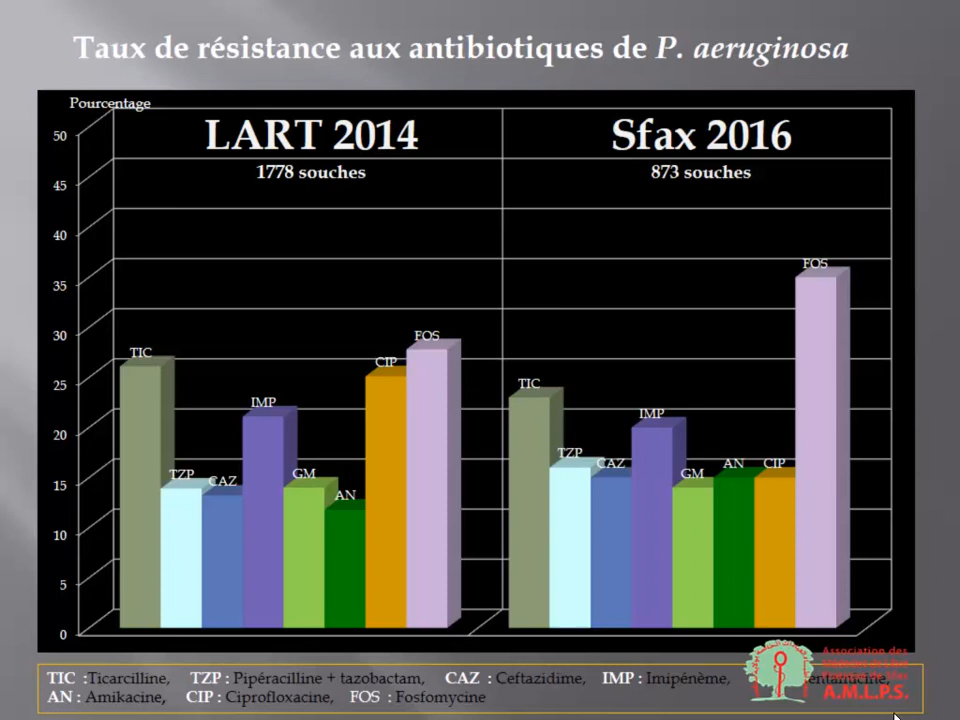 Taux de résistance aux antibiotiques de P. aeruginosa
Pourcentage
LART 2014
1778 souches
Sfax 2016
873 souches
50
45
40
35
30
25
20
15
10
5
0
TIC
TZP
CAZ
IMP
GM
AN
CIP
FOS
TIC
TZP
CAZ
IMP
GM
AN
CIP
FOS
TIC :Ticarcilline, TZP : Pipéracilline + tazobactam, CAZ : Ceftazidime, IMP : Imipénème,
AN : Amikacine, CIP : Ciprofloxacine, FOS : Fosfomycine
Association des
A.M.L.P.S.